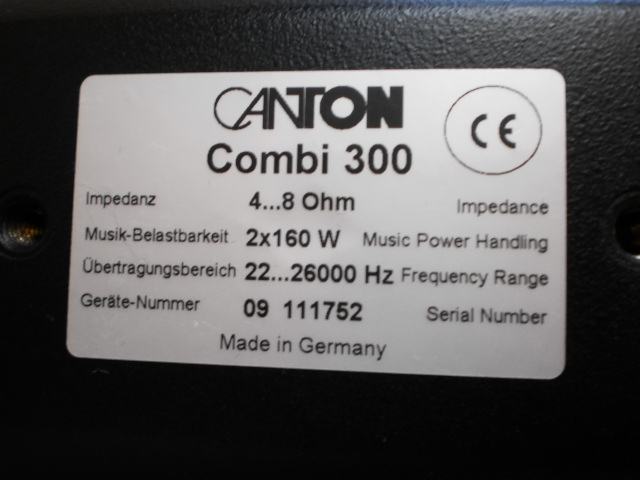 CANTON
CE
Combi 300
Impedanz 4...8 Ohm Impedance
Musik-Belastbarkeit 2x160 W Music Power Handling
Übertragungsbereich 22...26000 Hz Frequency Range
Geräte-Nummer 09 111752 Serial Number
Made in Germany